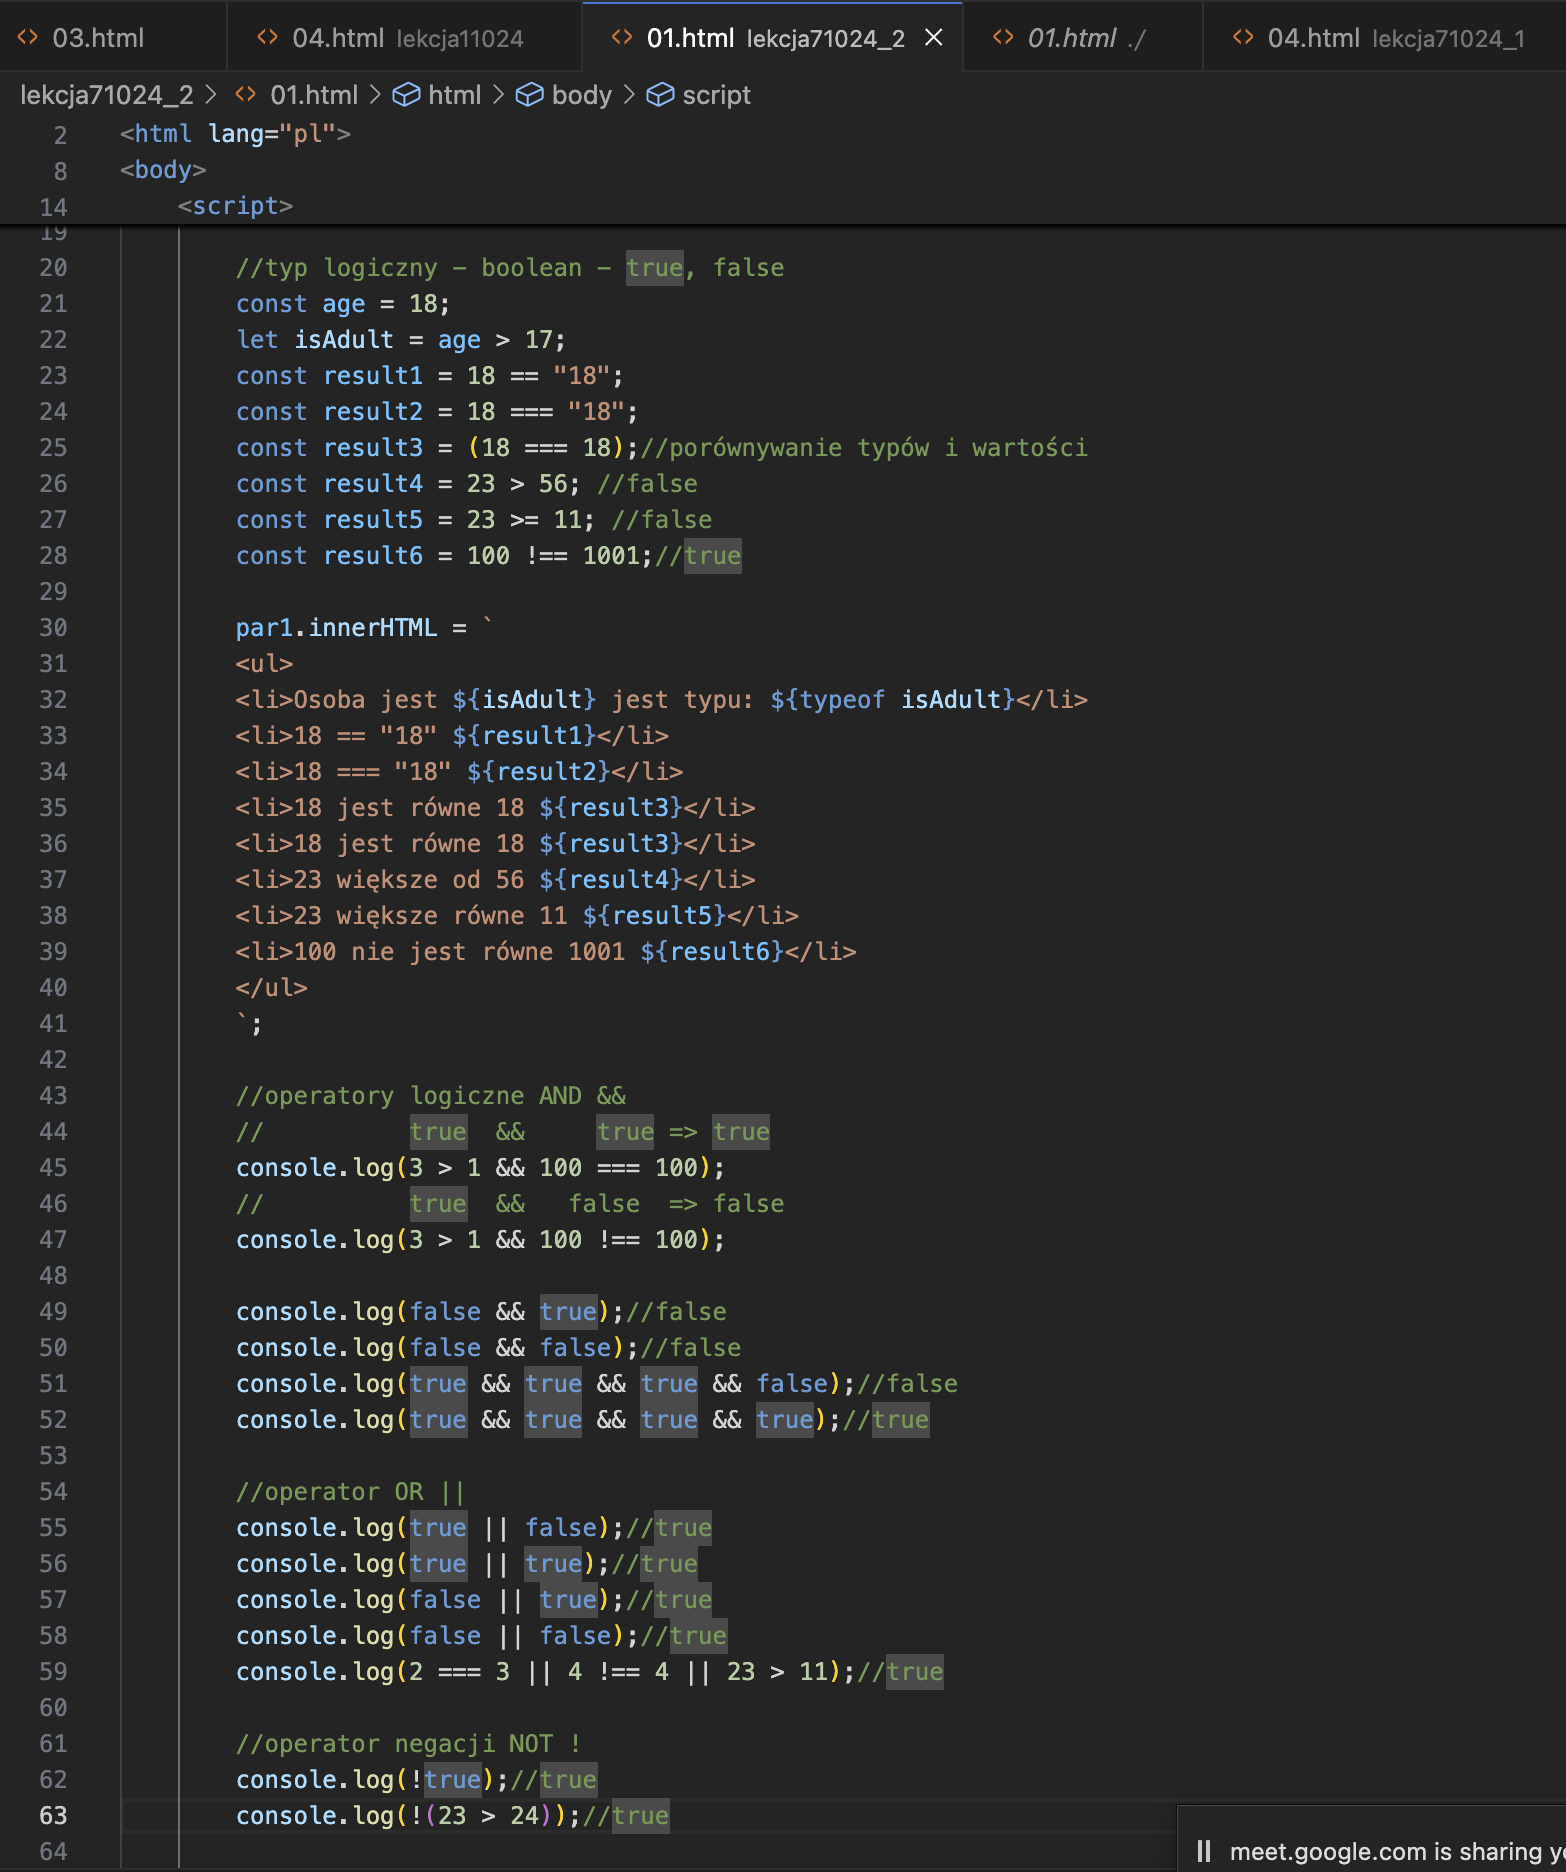 03.html 04.html lekcja11024 01.html lekcja71024_2 01.html ./ 04.html lekcja71024_1
lekcja71024_2 > 01.html > html > body > script
2 <html lang="pl">
8 <body>
14 <script>
19
20 //typ logiczny – boolean – true, false
21 const age = 18;
22 let isAdult = age > 17;
23 const result1 = 18 == "18";
24 const result2 = 18 === "18";
25 const result3 = (18 === 18);//porównywanie typów i wartości
26 const result4 = 23 > 56; //false
27 const result5 = 23 >= 11; //false
28 const result6 = 100 !== 1001;//true
29
30 par1.innerHTML = `
31 <ul>
32 <li>Osoba jest ${isAdult} jest typu: ${typeof isAdult}</li>
33 <li>18 == "18" ${result1}</li>
34 <li>18 === "18" ${result2}</li>
35 <li>18 jest równe 18 ${result3}</li>
36 <li>18 jest równe 18 ${result3}</li>
37 <li>23 większe od 56 ${result4}</li>
38 <li>23 większe równe 11 ${result5}</li>
39 <li>100 nie jest równe 1001 ${result6}</li>
40 </ul>
41 `;
42
43 //operatory logiczne AND &&
44 // true && true => true
45 console.log(3 > 1 && 100 === 100);
46 // true && false => false
47 console.log(3 > 1 && 100 !== 100);
48
49 console.log(false && true);//false
50 console.log(false && false);//false
51 console.log(true && true && true && false);//false
52 console.log(true && true && true && true);//true
53
54 //operator OR ||
55 console.log(true || false);//true
56 console.log(true || true);//true
57 console.log(false || true);//true
58 console.log(false || false);//true
59 console.log(2 === 3 || 4 !== 4 || 23 > 11);//true
60
61 //operator negacji NOT !
62 console.log(!true);//true
63 console.log(!(23 > 24));//true
64
meet.google.com is sharing